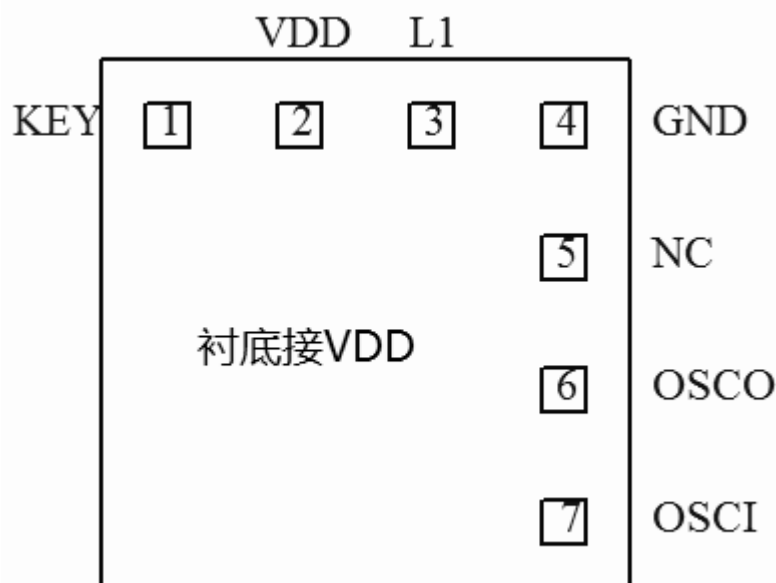 VDD L1
KEY 1 2 3 4 GND
5 NC
衬底接VDD
6 OSCO
7 OSCI